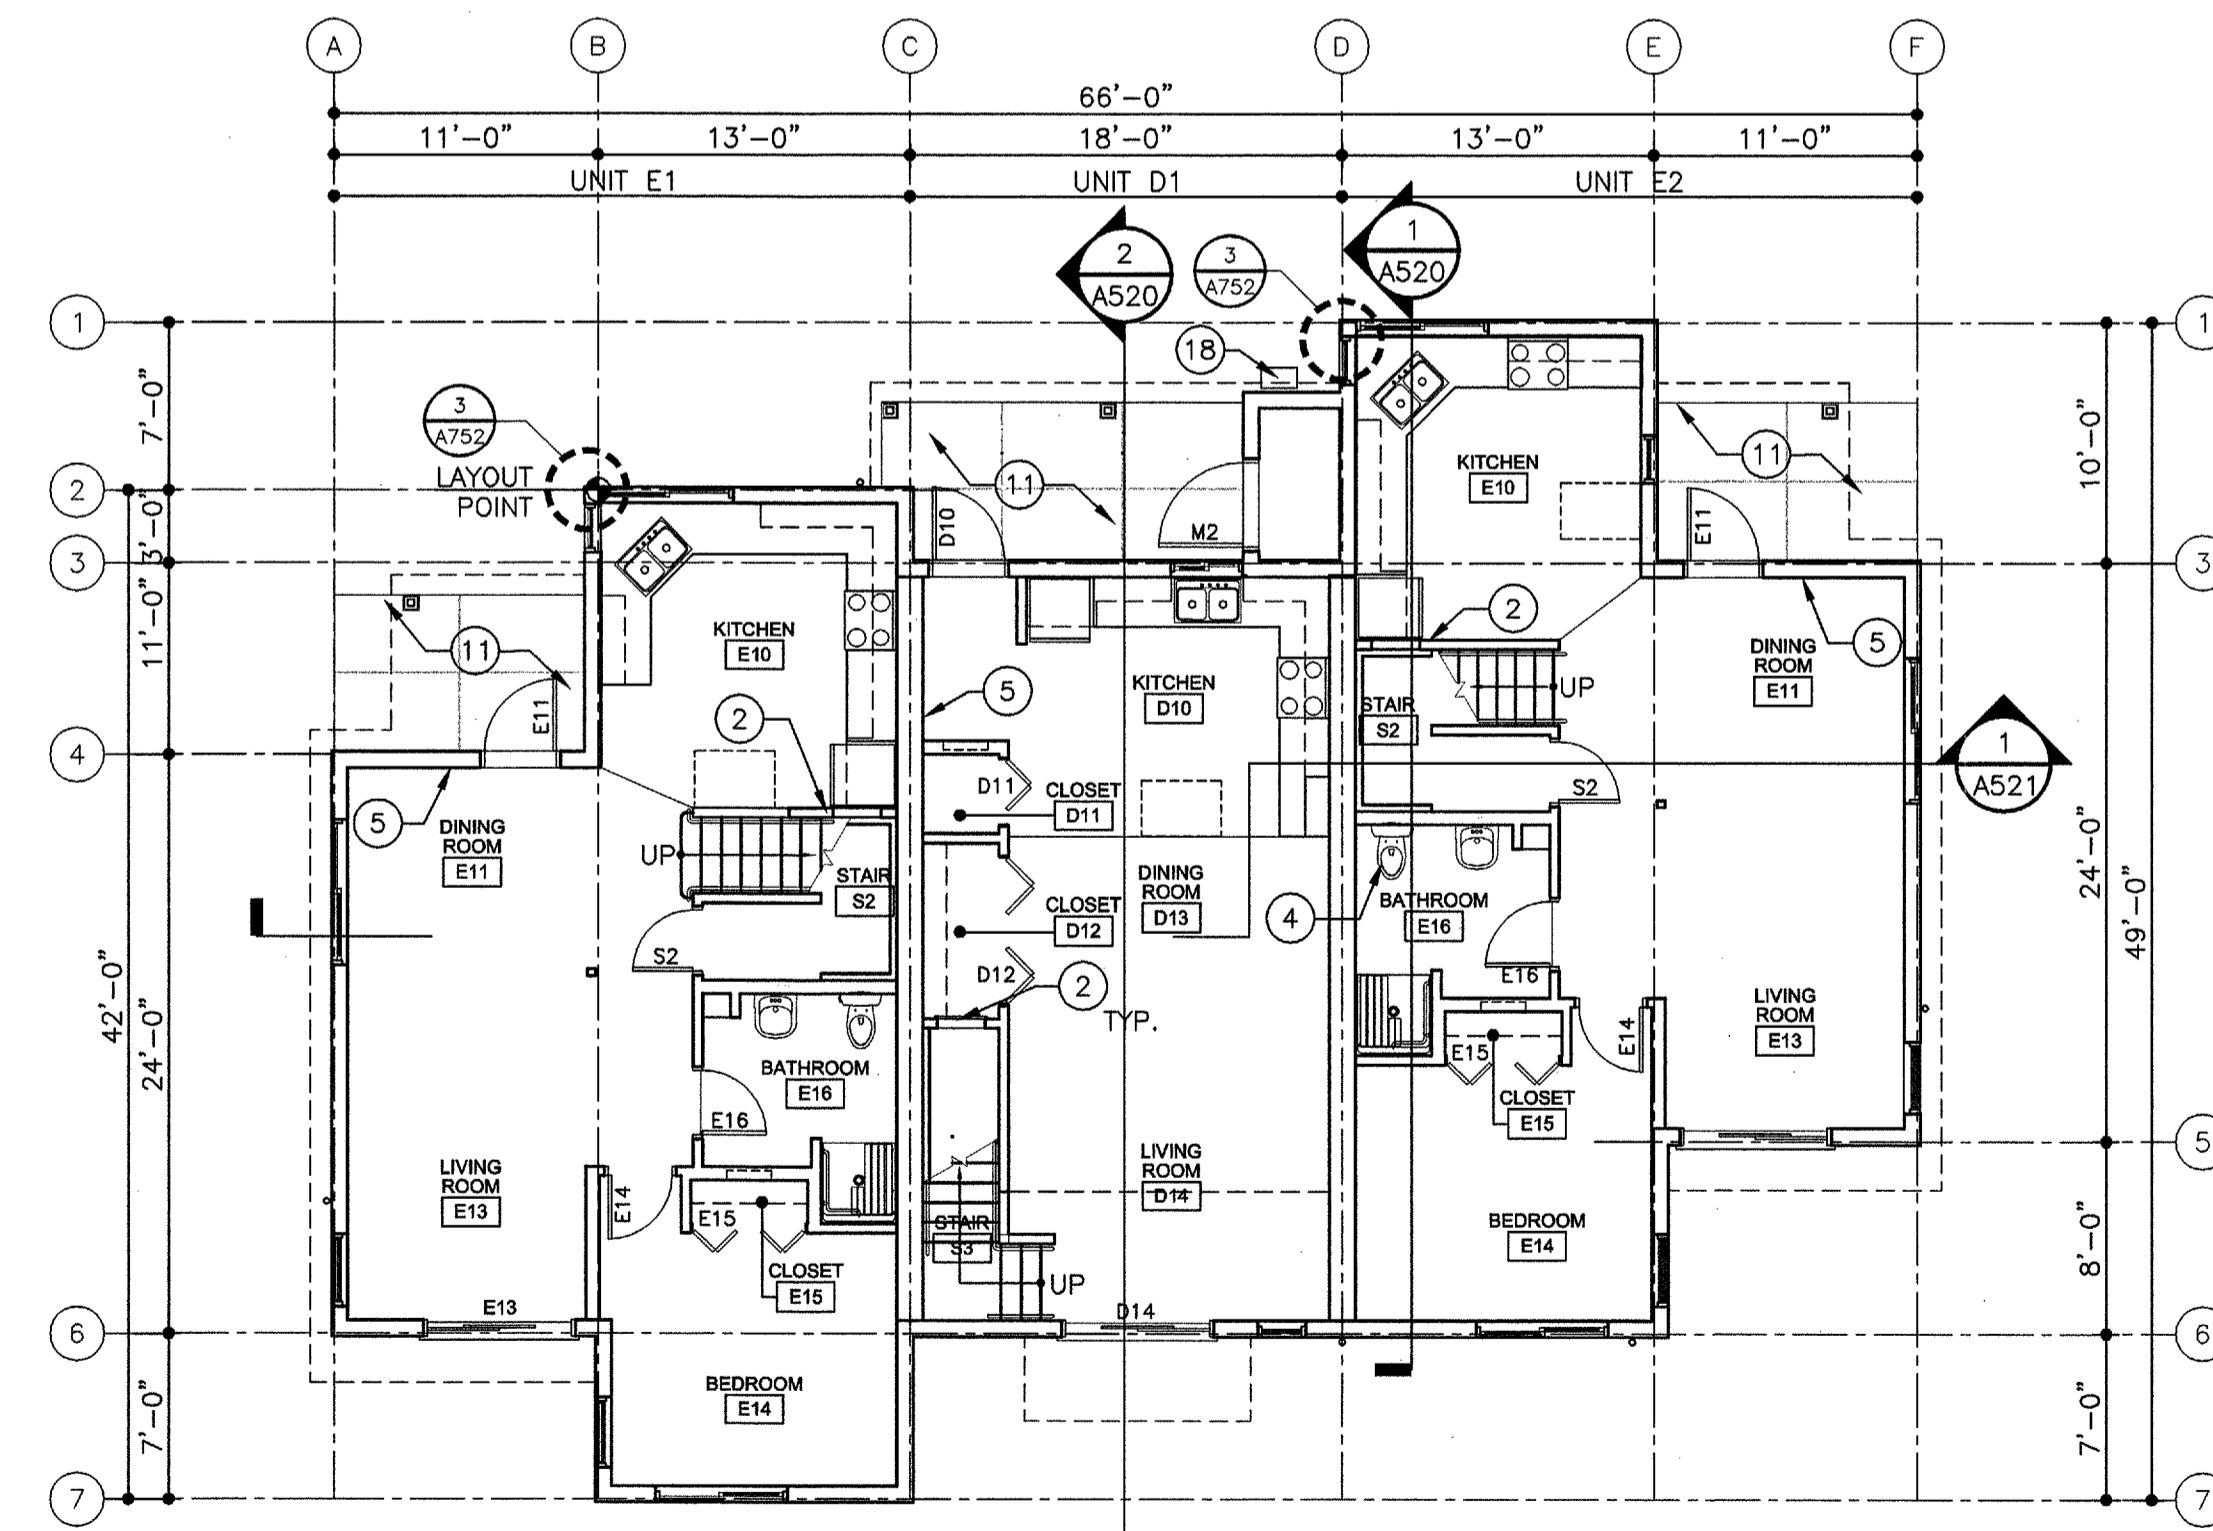 A B C D E F
66'-0"
11'-0" 13'-0" 18'-0" 13'-0" 11'-0"
UNIT E1 UNIT D1 UNIT E2
1
A520
2
A520
3
A752
1 1
18
7'-0"
3
A752
LAYOUT
POINT
10'-0"
11
11
KITCHEN
E10
2
D10
M2
E11
3'-0"
3 3
11'-0"
2
KITCHEN
E10
DINING
ROOM
E11
5
11
5
KITCHEN
D10
UP
STAIR
S2
E11
2
4
1
A521
D11
CLOSET
D11
S2
5
DINING
ROOM
E11
UP
STAIR
S2
DINING
ROOM
D13
CLOSET
D12
4
BATHROOM
E16
24'-0"
49'-0"
S2
D12
2
TYP.
E16
42'-0"
24'-0"
LIVING
ROOM
E13
E14
E15
BATHROOM
E16
E16
CLOSET
E15
5
LIVING
ROOM
E13
LIVING
ROOM
D14
E14
E15
STAIR
S3
BEDROOM
E14
8'-0"
CLOSET
E15
UP
E13
D14
6 6
BEDROOM
E14
7'-0" 7'-0"
7 7